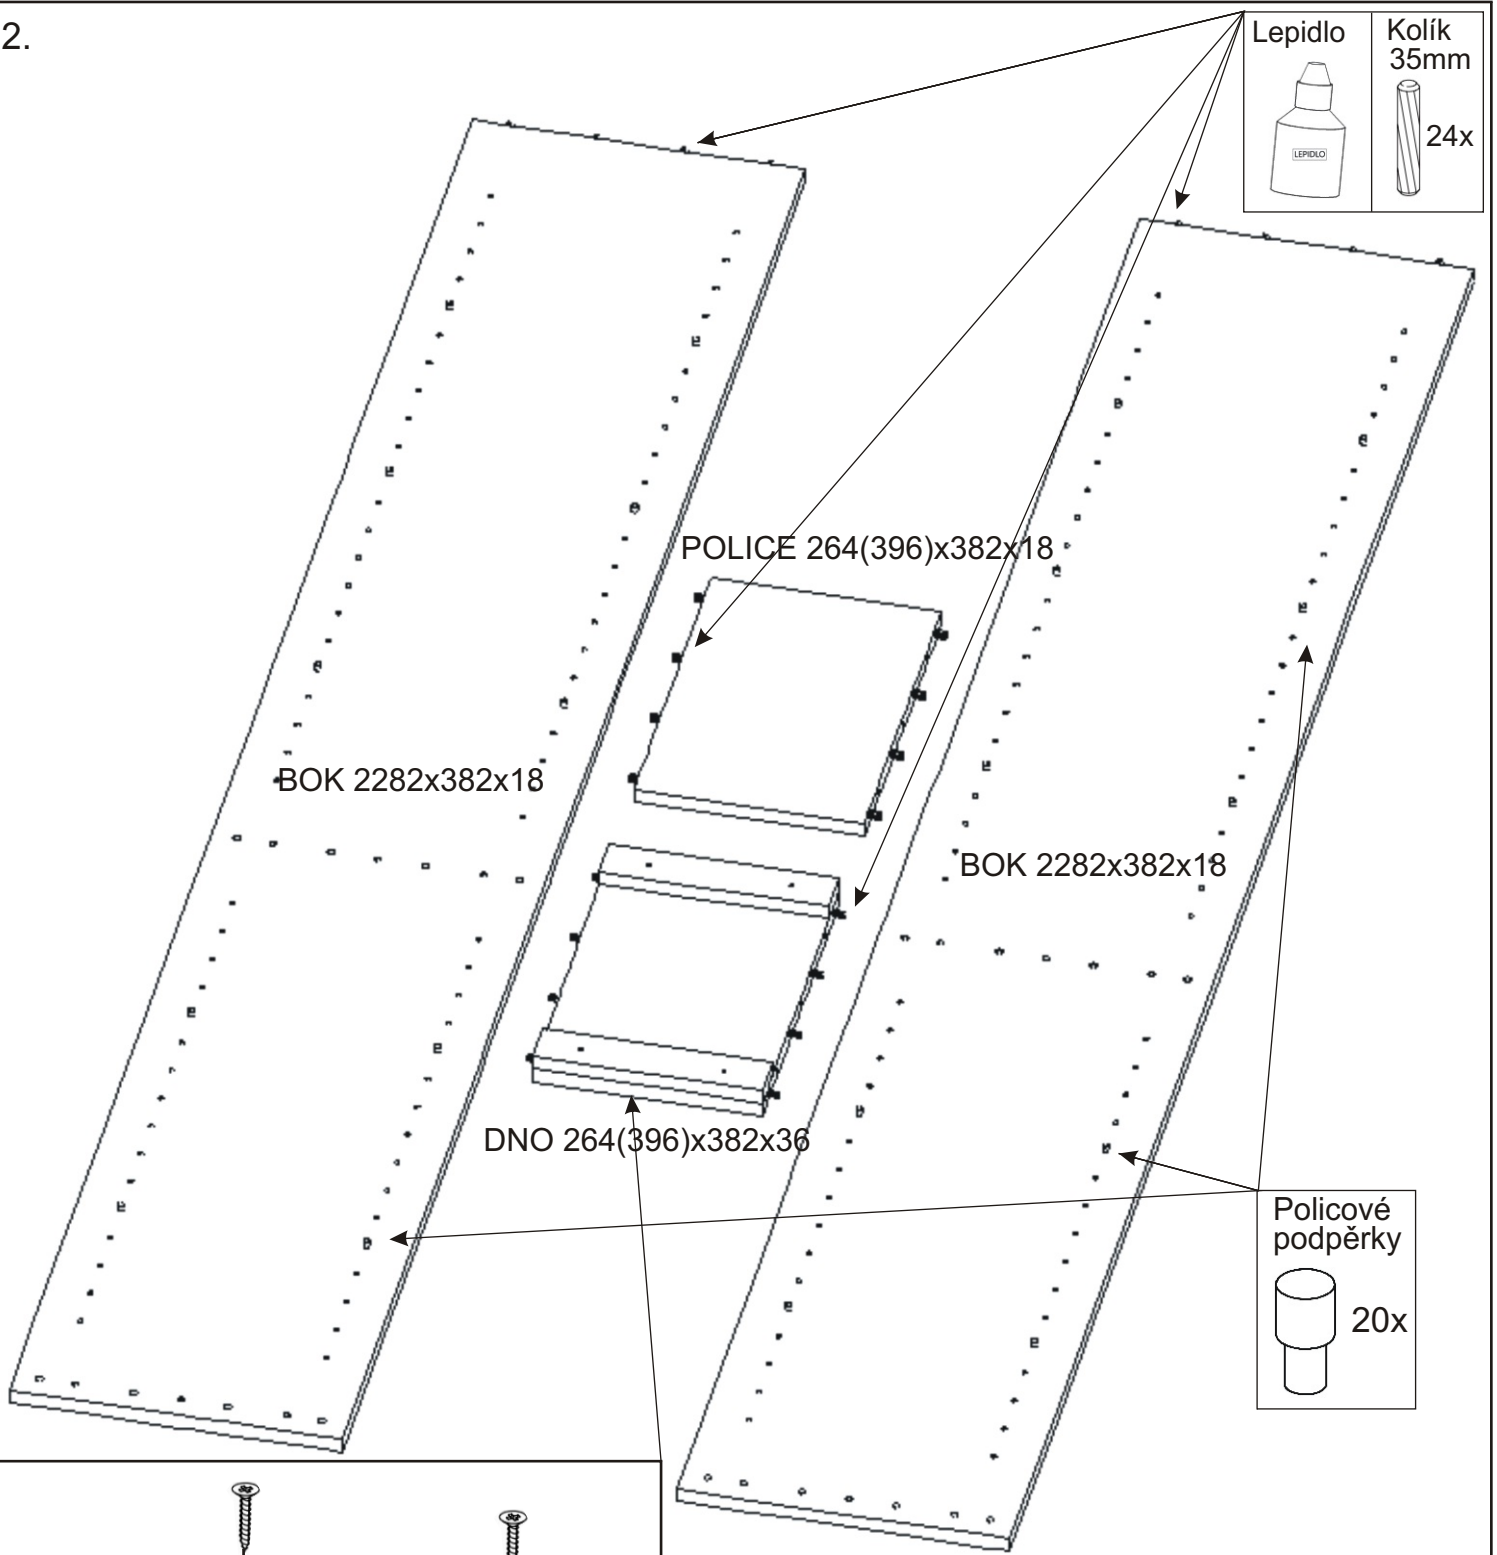 2.
Lepidlo
Kolík
35mm
LEPIDLO
24x
POLICE 264(396)x382x18
BOK 2282x382x18
BOK 2282x382x18
DNO 264(396)x382x36
Policové
podpěrky
20x